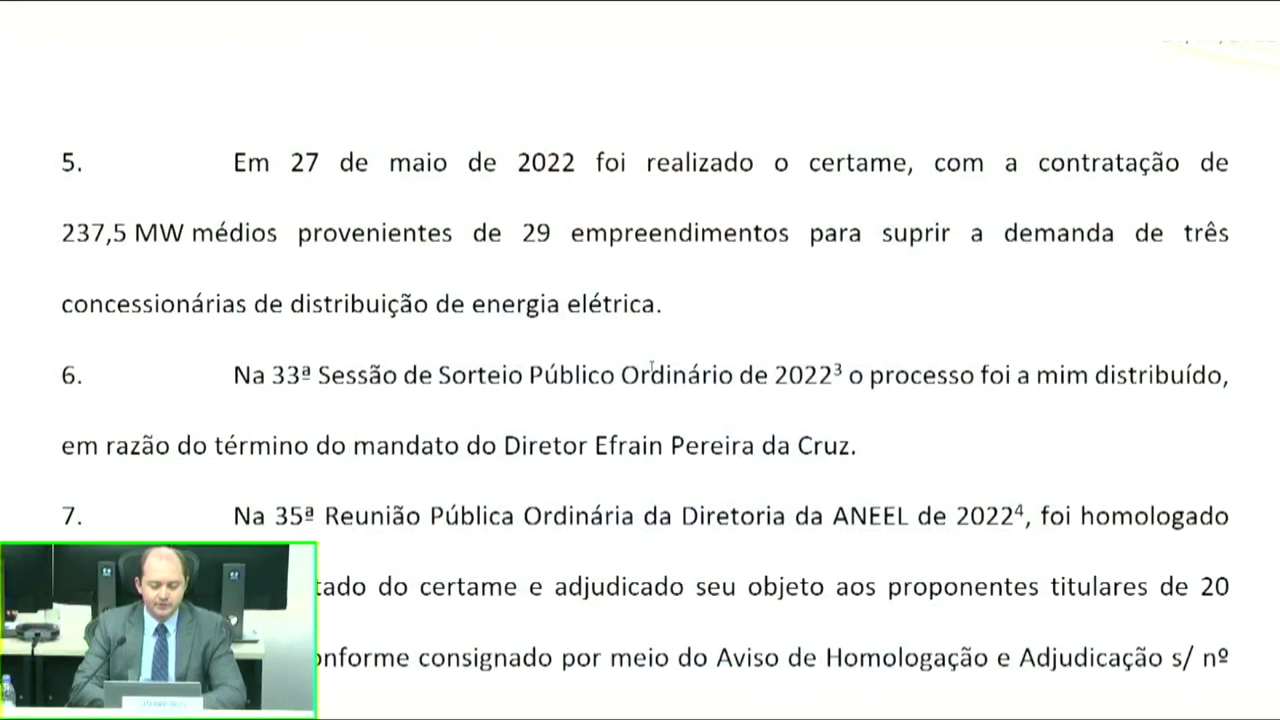 5. Em 27 de maio de 2022 foi realizado o certame, com a contratação de
237,5 MW médios provenientes de 29 empreendimentos para suprir a demanda de três
concessionárias de distribuição de energia elétrica.
6. Na 33ª Sessão de Sorteio Público Ordinário de 2022³ o processo foi a mim distribuído,
em razão do término do mandato do Diretor Efrain Pereira da Cruz.
7. Na 35ª Reunião Pública Ordinária da Diretoria da ANEEL de 2022⁴, foi homologado
tado do certame e adjudicado seu objeto aos proponentes titulares de 20
onforme consignado por meio do Aviso de Homologação e Adjudicação s/ nº